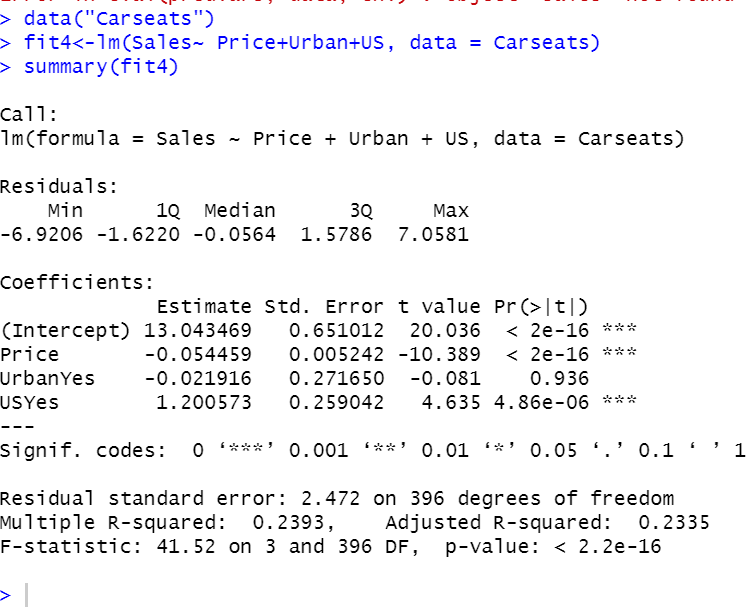 > data("Carseats")
> fit4<-lm(Sales~ Price+Urban+US, data = Carseats)
> summary(fit4)
Call:
lm(formula = Sales ~ Price + Urban + US, data = Carseats)
Residuals:
    Min      1Q  Median      3Q     Max
-6.9206 -1.6220 -0.0564  1.5786  7.0581
Coefficients:
             Estimate Std. Error t value Pr(>|t|)
(Intercept) 13.043469   0.651012  20.036  < 2e-16 ***
Price       -0.054459   0.005242 -10.389  < 2e-16 ***
UrbanYes    -0.021916   0.271650  -0.081    0.936
USYes        1.200573   0.259042   4.635 4.86e-06 ***
---
Signif. codes:  0 ‘***’ 0.001 ‘**’ 0.01 ‘*’ 0.05 ‘.’ 0.1 ‘ ’ 1
Residual standard error: 2.472 on 396 degrees of freedom
Multiple R-squared:  0.2393,    Adjusted R-squared:  0.2335
F-statistic: 41.52 on 3 and 396 DF,  p-value: < 2.2e-16
>